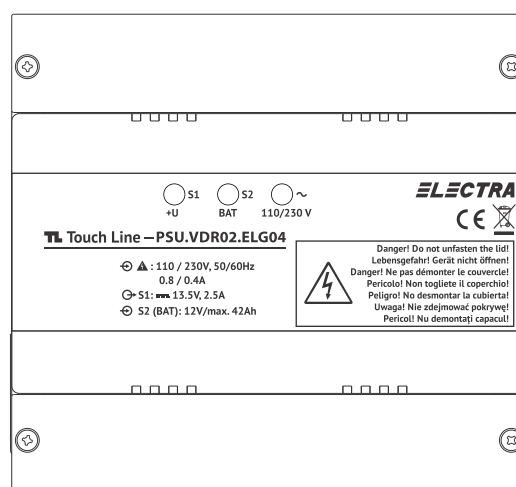 S1 S2 ~
+U BAT 110/230 V
ELECTRA
CE
TL Touch Line – PSU.VDR02.ELG04
: 110 / 230V, 50/60Hz
0.8 / 0.4A
S1: 13.5V, 2.5A
S2 (BAT): 12V/max. 42Ah
Danger! Do not unfasten the lid!
Lebensgefahr! Gerät nicht öffnen!
Danger! Ne pas démonter le couvercle!
Pericolo! Non togliete il coperchio!
Peligro! No desmontar la cubierta!
Uwaga! Nie zdejmować pokrywę!
Pericol! Nu demontați capacul!